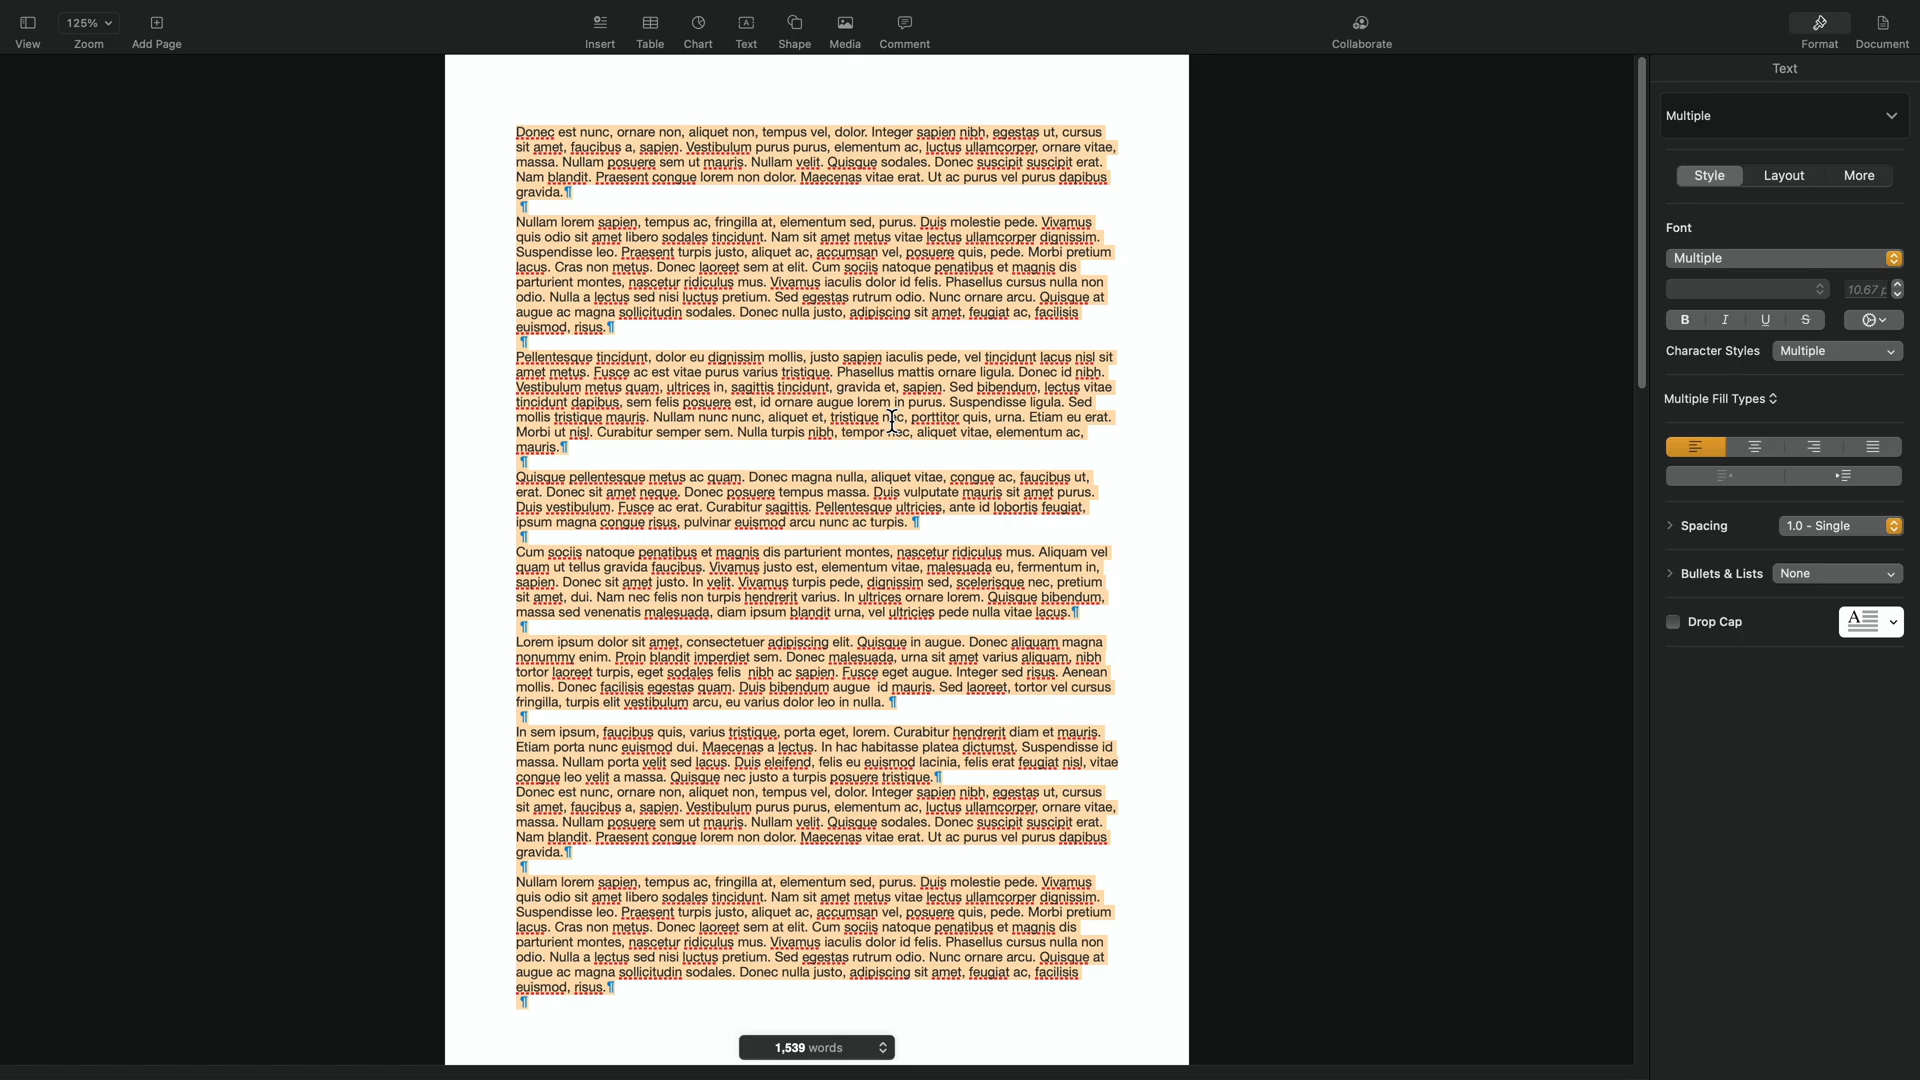 125%
View
Zoom
Add Page
Insert
Table
Chart
Text
Shape
Media
Comment
Collaborate
Format
Document
Donec est nunc, ornare non, aliquet non, tempus vel, dolor. Integer sapien nibh, egestas ut, cursus
sit amet, faucibus a, sapien. Vestibulum purus purus, elementum ac, luctus ullamcorper, ornare vitae,
massa. Nullam posuere sem ut mauris. Nullam velit. Quisque sodales. Donec suscipit suscipit erat.
Nam blandit. Praesent congue lorem non dolor. Maecenas vitae erat. Ut ac purus vel purus dapibus
gravida.¶
¶
Nullam lorem sapien, tempus ac, fringilla at, elementum sed, purus. Duis molestie pede. Vivamus
quis odio sit amet libero sodales tincidunt. Nam sit amet metus vitae lectus ullamcorper dignissim.
Suspendisse leo. Praesent turpis justo, aliquet ac, accumsan vel, posuere quis, pede. Morbi pretium
lacus. Cras non metus. Donec laoreet sem at elit. Cum sociis natoque penatibus et magnis dis
parturient montes, nascetur ridiculus mus. Vivamus iaculis dolor id felis. Phasellus cursus nulla non
odio. Nulla a lectus sed nisi luctus pretium. Sed egestas rutrum odio. Nunc ornare arcu. Quisque at
augue ac magna sollicitudin sodales. Donec nulla justo, adipiscing sit amet, feugiat ac, facilisis
euismod, risus.¶
¶
Pellentesque tincidunt, dolor eu dignissim mollis, justo sapien iaculis pede, vel tincidunt lacus nisl sit
amet metus. Fusce ac est vitae purus varius tristique. Phasellus mattis ornare ligula. Donec id nibh.
Vestibulum metus quam, ultrices in, sagittis tincidunt, gravida et, sapien. Sed bibendum, lectus vitae
tincidunt dapibus, sem felis posuere est, id ornare augue lorem in purus. Suspendisse ligula. Sed
mollis tristique mauris. Nullam nunc nunc, aliquet et, tristique nec, porttitor quis, urna. Etiam eu erat.
Morbi ut nisl. Curabitur semper sem. Nulla turpis nibh, tempor nec, aliquet vitae, elementum ac,
mauris.¶
¶
Quisque pellentesque metus ac quam. Donec magna nulla, aliquet vitae, congue ac, faucibus ut,
erat. Donec sit amet neque. Donec posuere tempus massa. Duis vulputate mauris sit amet purus.
Duis vestibulum. Fusce ac erat. Curabitur sagittis. Pellentesque ultricies, ante id lobortis feugiat,
ipsum magna congue risus, pulvinar euismod arcu nunc ac turpis. ¶
¶
Cum sociis natoque penatibus et magnis dis parturient montes, nascetur ridiculus mus. Aliquam vel
quam ut tellus gravida faucibus. Vivamus justo est, elementum vitae, malesuada eu, fermentum in,
sapien. Donec sit amet justo. In velit. Vivamus turpis pede, dignissim sed, scelerisque nec, pretium
sit amet, dui. Nam nec felis non turpis hendrerit varius. In ultrices ornare lorem. Quisque bibendum,
massa sed venenatis malesuada, diam ipsum blandit urna, vel ultricies pede nulla vitae lacus.¶
¶
Lorem ipsum dolor sit amet, consectetuer adipiscing elit. Quisque in augue. Donec aliquam magna
nonummy enim. Proin blandit imperdiet sem. Donec malesuada, urna sit amet varius aliquam, nibh
tortor laoreet turpis, eget sodales felis  nibh ac sapien. Fusce eget augue. Integer sed risus. Aenean
mollis. Donec facilisis egestas quam. Duis bibendum augue  id mauris. Sed laoreet, tortor vel cursus
fringilla, turpis elit vestibulum arcu, eu varius dolor leo in nulla. ¶
¶
In sem ipsum, faucibus quis, varius tristique, porta eget, lorem. Curabitur hendrerit diam et mauris.
Etiam porta nunc euismod dui. Maecenas a lectus. In hac habitasse platea dictumst. Suspendisse id
massa. Nullam porta velit sed lacus. Duis eleifend, felis eu euismod lacinia, felis erat feugiat nisl, vitae
congue leo velit a massa. Quisque nec justo a turpis posuere tristique.¶
Donec est nunc, ornare non, aliquet non, tempus vel, dolor. Integer sapien nibh, egestas ut, cursus
sit amet, faucibus a, sapien. Vestibulum purus purus, elementum ac, luctus ullamcorper, ornare vitae,
massa. Nullam posuere sem ut mauris. Nullam velit. Quisque sodales. Donec suscipit suscipit erat.
Nam blandit. Praesent congue lorem non dolor. Maecenas vitae erat. Ut ac purus vel purus dapibus
gravida.¶
¶
Nullam lorem sapien, tempus ac, fringilla at, elementum sed, purus. Duis molestie pede. Vivamus
quis odio sit amet libero sodales tincidunt. Nam sit amet metus vitae lectus ullamcorper dignissim.
Suspendisse leo. Praesent turpis justo, aliquet ac, accumsan vel, posuere quis, pede. Morbi pretium
lacus. Cras non metus. Donec laoreet sem at elit. Cum sociis natoque penatibus et magnis dis
parturient montes, nascetur ridiculus mus. Vivamus iaculis dolor id felis. Phasellus cursus nulla non
odio. Nulla a lectus sed nisi luctus pretium. Sed egestas rutrum odio. Nunc ornare arcu. Quisque at
augue ac magna sollicitudin sodales. Donec nulla justo, adipiscing sit amet, feugiat ac, facilisis
euismod, risus.¶
¶
1,539 words
Text
Multiple
Style
Layout
More
Font
Multiple
10.67 p
B I U S
Character Styles
Multiple
Multiple Fill Types
Spacing
1.0 - Single
Bullets & Lists
None
Drop Cap
A